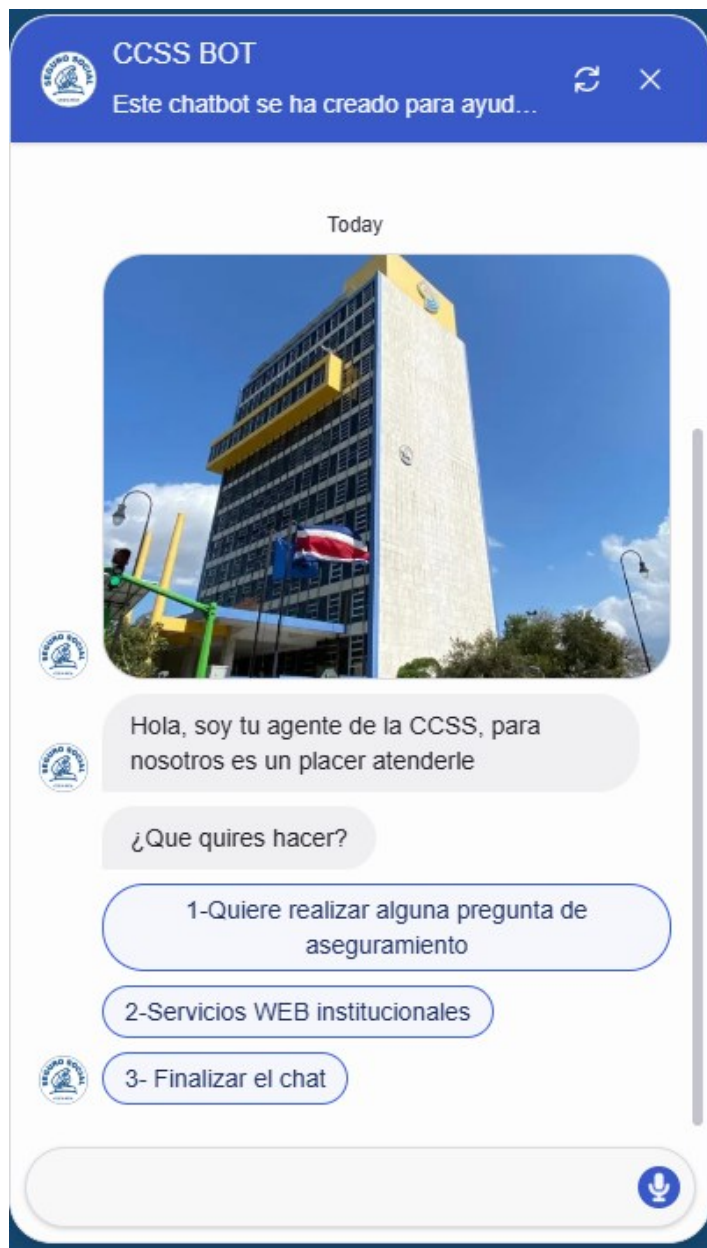 CCSS BOT
Este chatbot se ha creado para ayud...
Today
Hola, soy tu agente de la CCSS, para
nosotros es un placer atenderle
¿Que quires hacer?
1-Quiere realizar alguna pregunta de
aseguramiento
2-Servicios WEB institucionales
3- Finalizar el chat
SEGURO SOCIAL